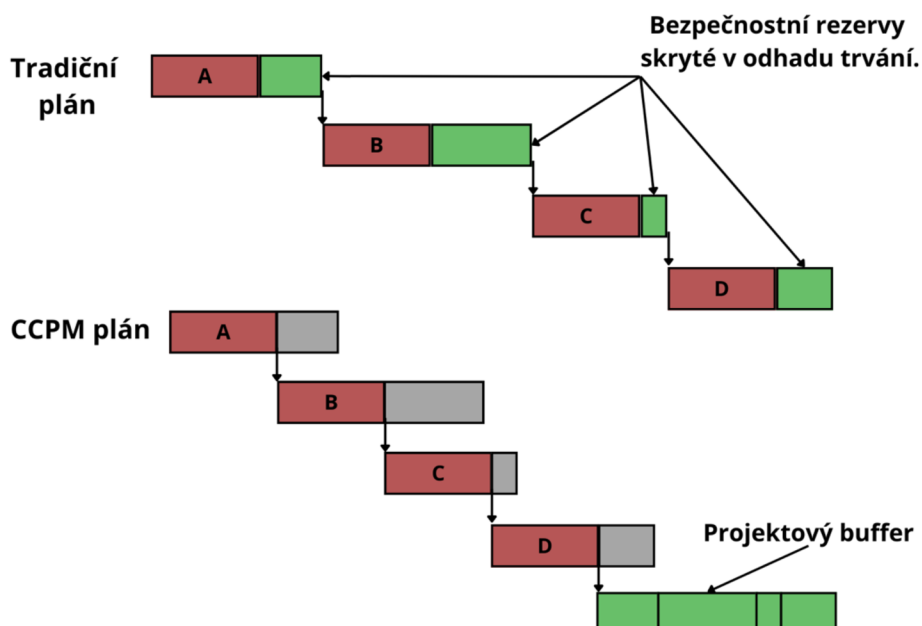 Bezpečnostní rezervy
skryté v odhadu trvání.
Tradiční
plán
A
B
C
D
CCPM plán
A
B
C
D
Projektový buffer